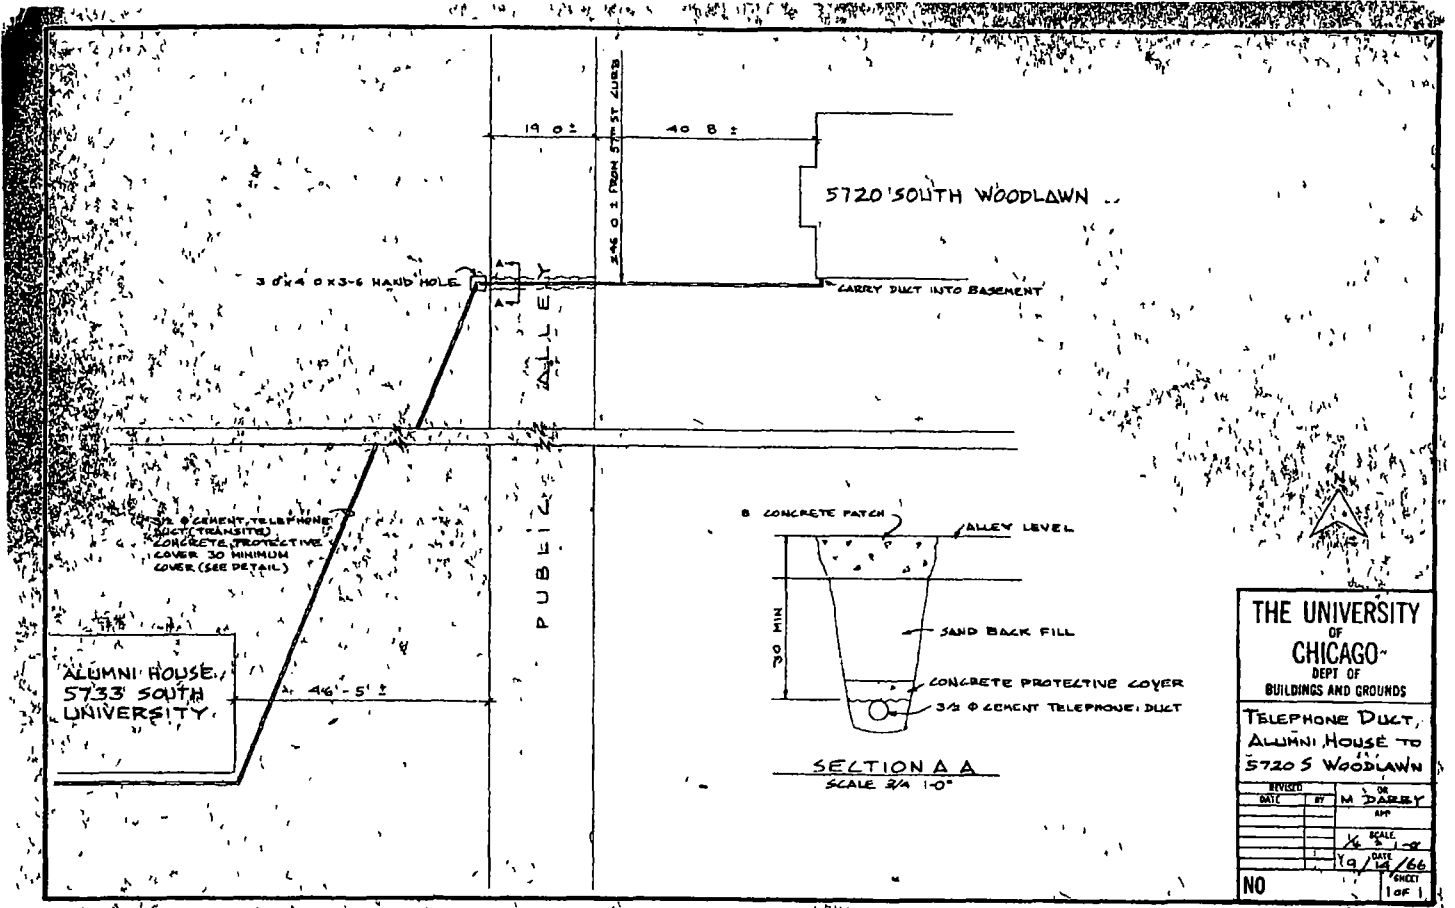 19 0 ±
40 8 ±
246 0 ± FROM 57TH ST CURB
5720 SOUTH WOODLAWN
3 0 x 4 0 x 3-6 HAND HOLE
A
A
CARRY DUCT INTO BASEMENT
PUBLIC ALLEY
3 1/2 Φ CEMENT, TELEPHONE
DUCT (TRANSITE)
CONCRETE PROTECTIVE
COVER 30 MINIMUM
COVER (SEE DETAIL)
ALUMNI HOUSE
5733 SOUTH
UNIVERSITY
46'-5" ±
8 CONCRETE PATCH
ALLEY LEVEL
30 MIN
SAND BACK FILL
CONCRETE PROTECTIVE COVER
3 1/2 Φ CEMENT TELEPHONE DUCT
SECTION A A
SCALE 3/4 1-0"
N
THE UNIVERSITY
OF
CHICAGO
DEPT OF
BUILDINGS AND GROUNDS
TELEPHONE DUCT,
ALUMNI HOUSE TO
5720 S WOODLAWN
REVISED
DATE BY
DR
M DARBY
APP
SCALE
DATE
9/14/66
NO
SHEET
1 OF 1